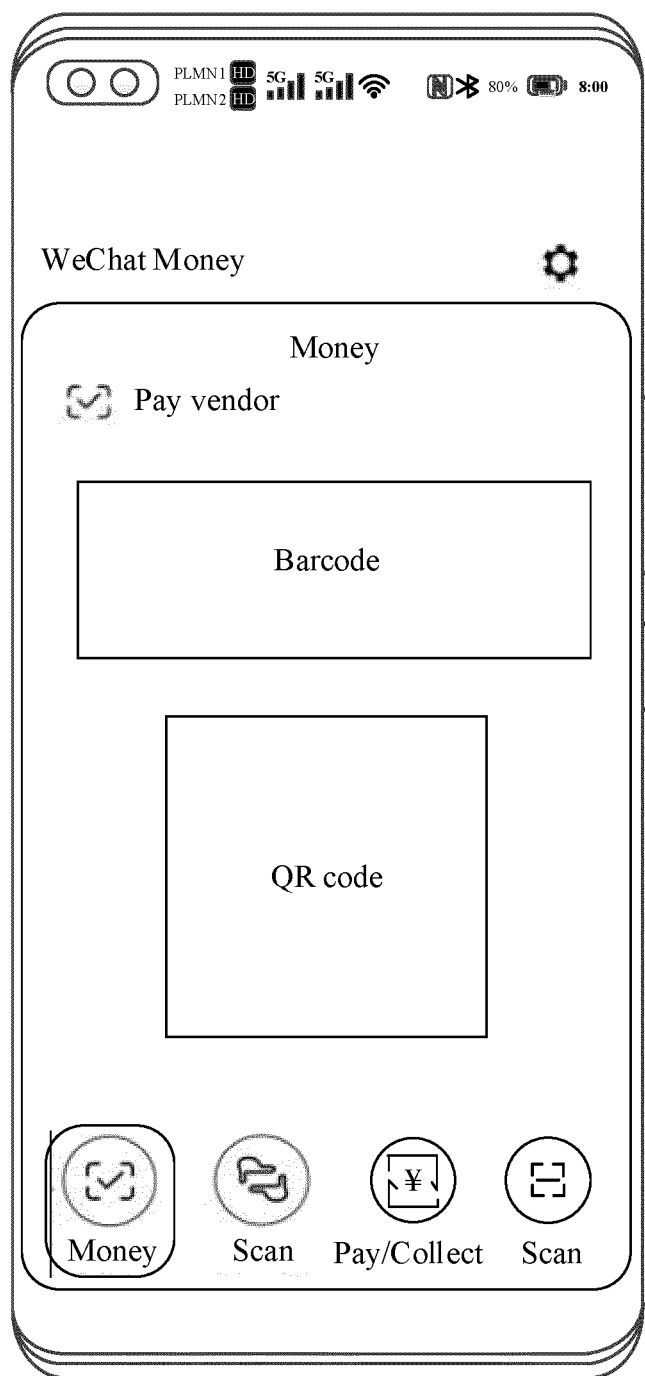 PLMN1 HD 5G 5G N 80% 8:00
PLMN2 HD
WeChat Money
Money
Pay vendor
Barcode
QR code
¥
Money Scan Pay/Collect Scan